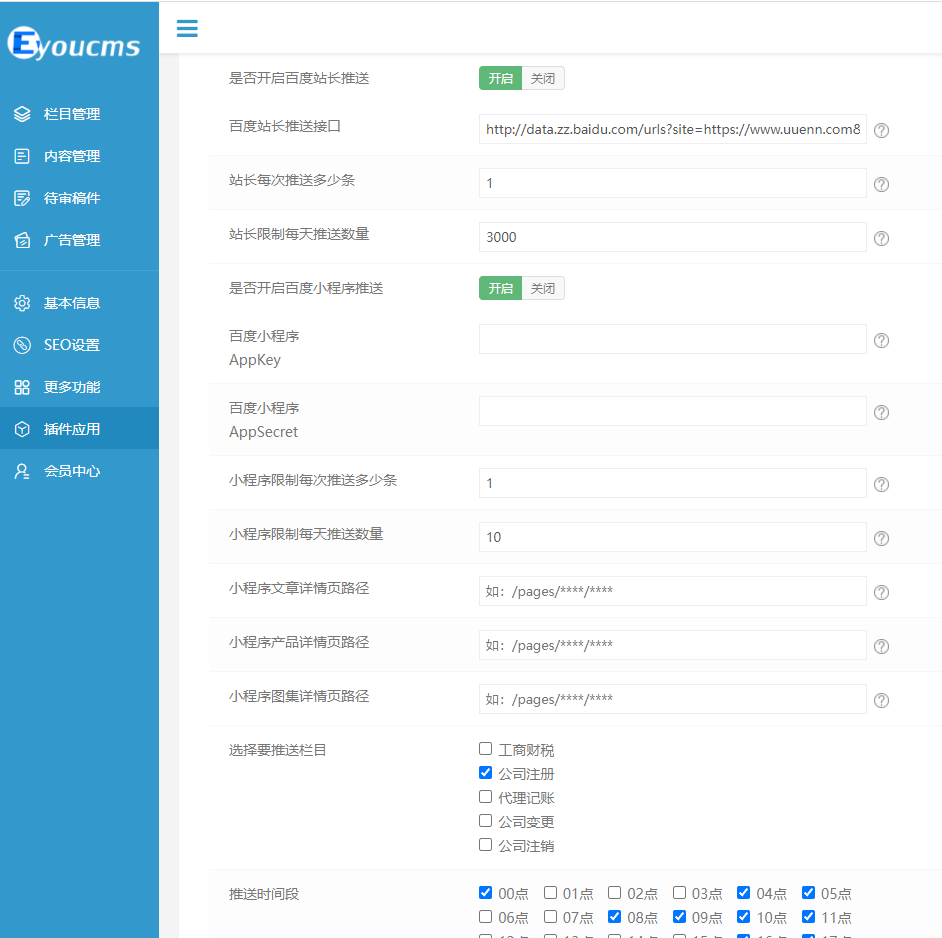 Eyoucms
栏目管理
内容管理
待审稿件
广告管理
基本信息
SEO设置
更多功能
插件应用
会员中心
是否开启百度站长推送 开启 关闭
百度站长推送接口 http://data.zz.baidu.com/urls?site=https://www.uuenn.com8
站长每次推送多少条 1
站长限制每天推送数量 3000
是否开启百度小程序推送 开启 关闭
百度小程序
AppKey
百度小程序
AppSecret
小程序限制每次推送多少条 1
小程序限制每天推送数量 10
小程序文章详情页路径 如：/pages/****/****
小程序产品详情页路径 如：/pages/****/****
小程序图集详情页路径 如：/pages/****/****
选择要推送栏目 工商财税
公司注册
代理记账
公司变更
公司注销
推送时间段 00点 01点 02点 03点 04点 05点
06点 07点 08点 09点 10点 11点